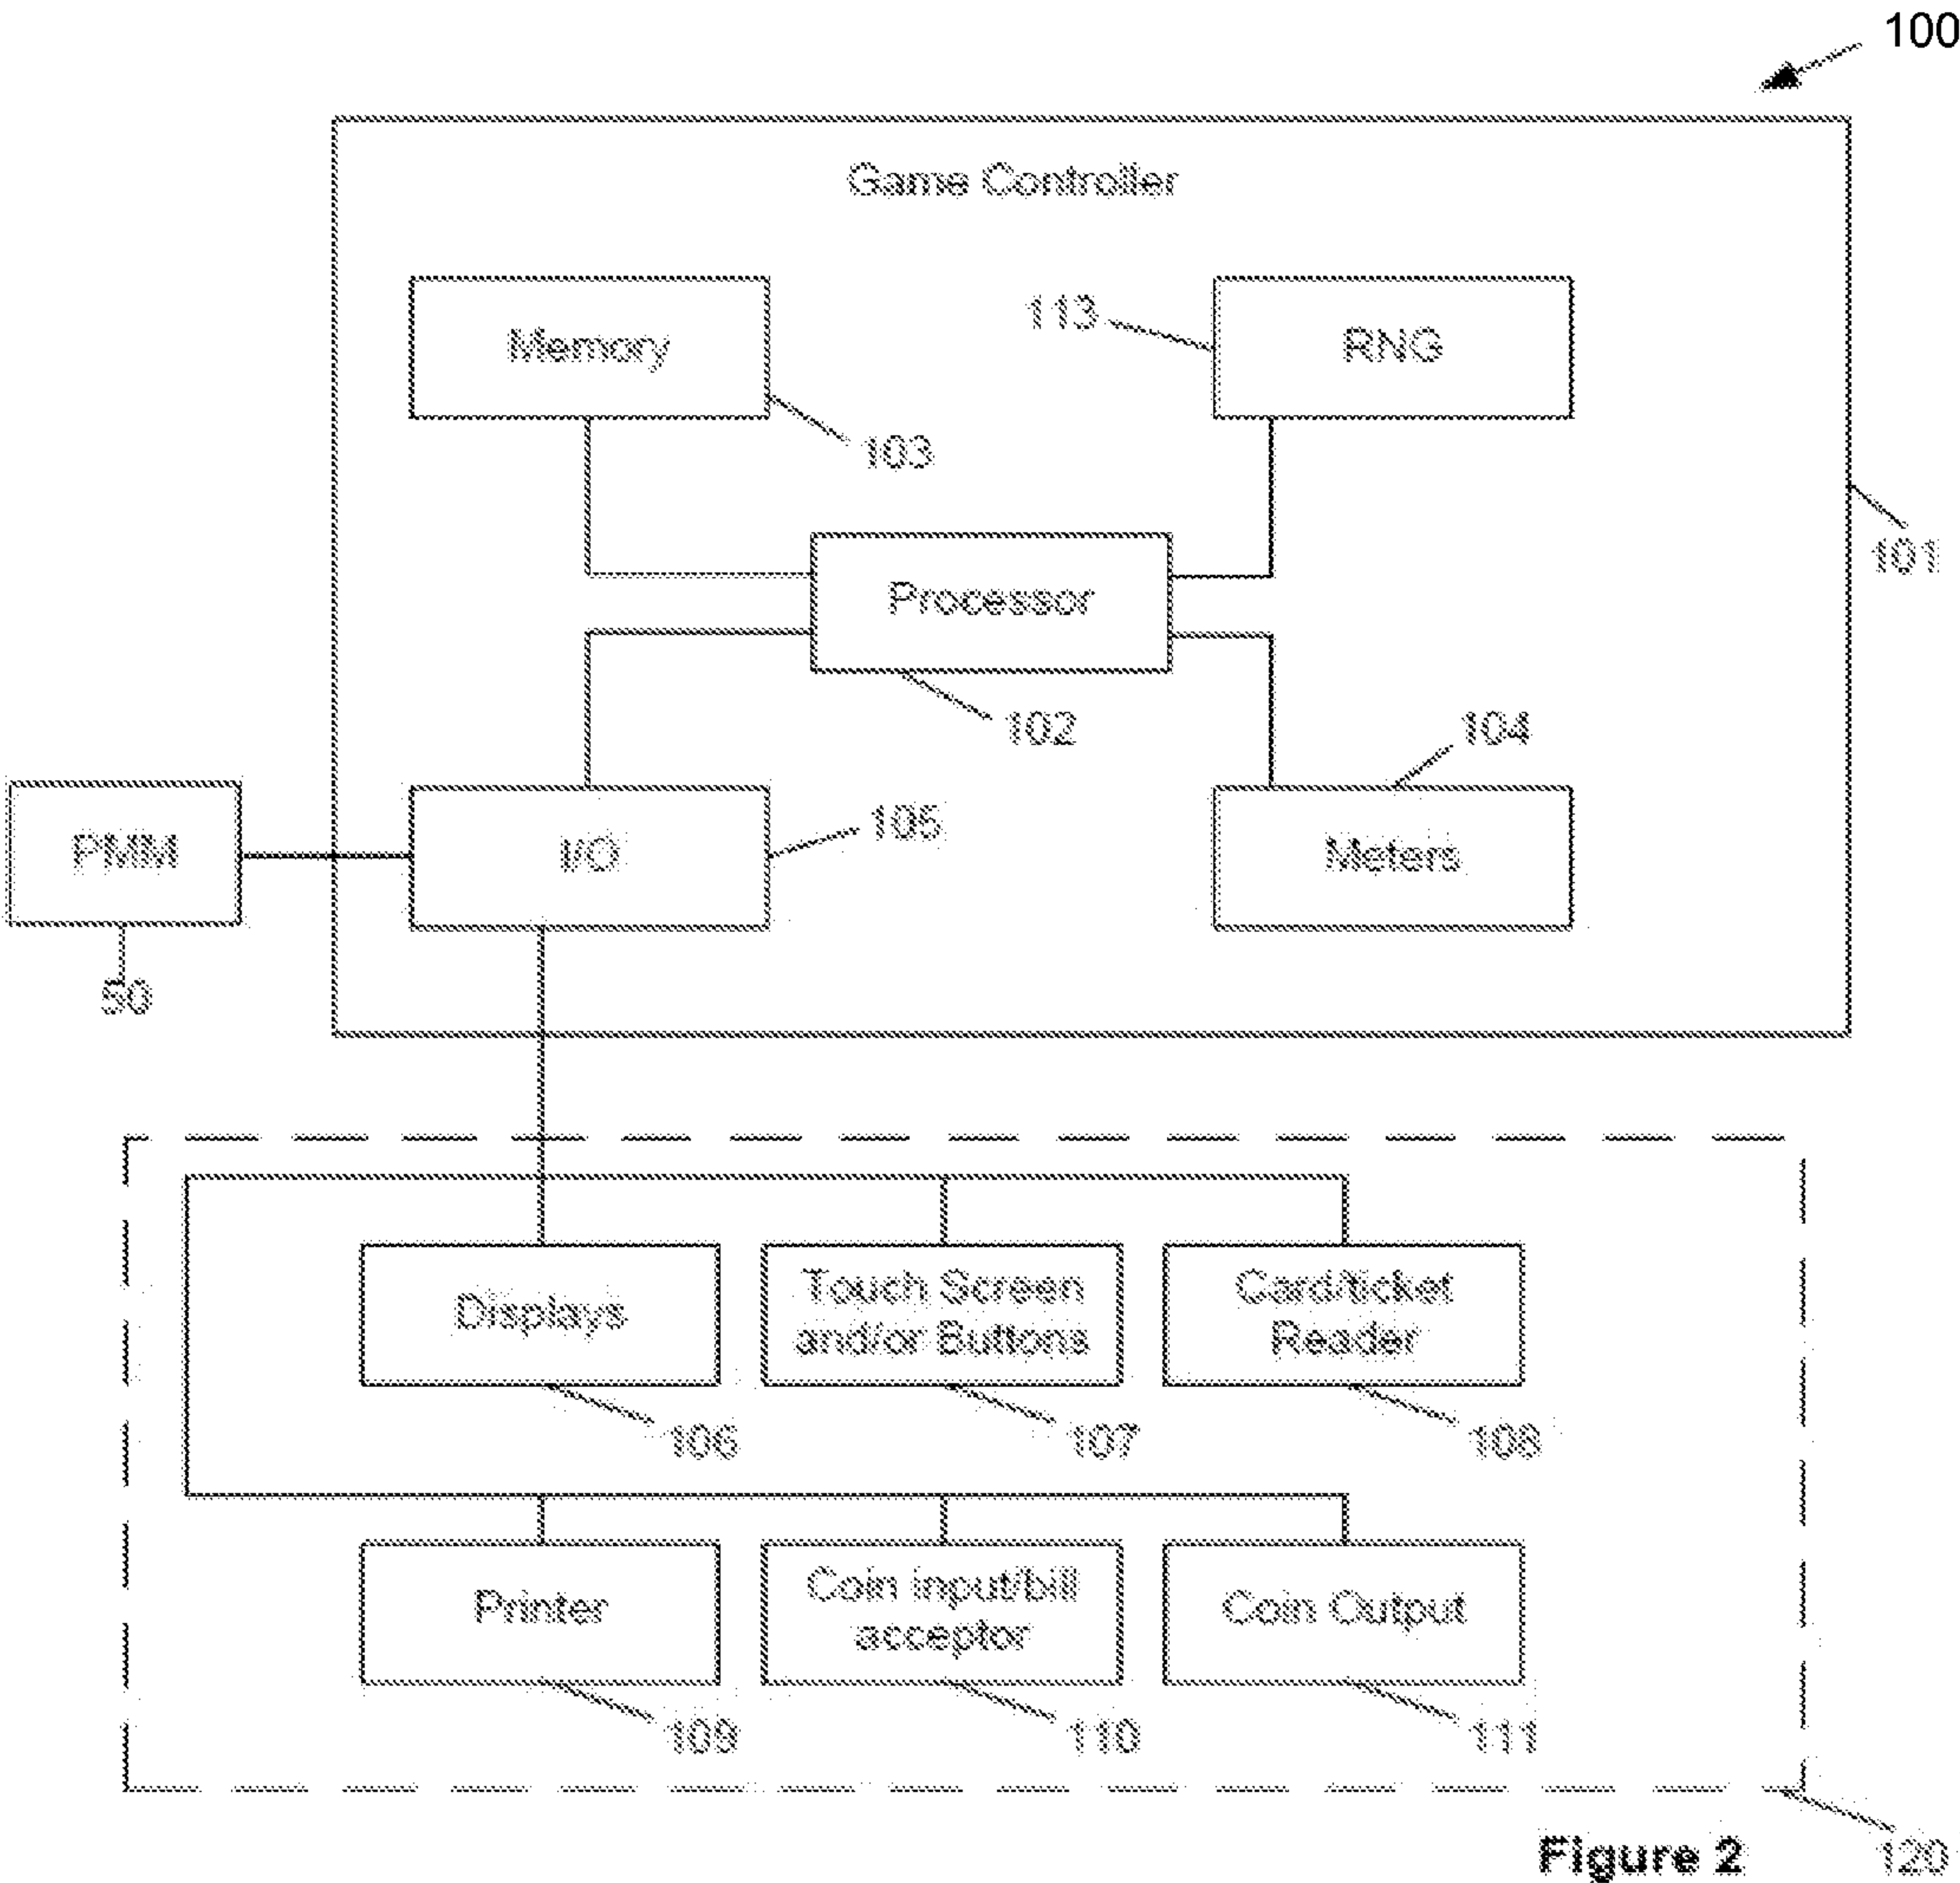 100
Game Controller
Memory
113
RNG
103
101
Processor
102
104
PMM
I/O
105
Meters
50
Displays
Touch Screen
and/or Buttons
Card/ticket
Reader
106
107
108
Printer
Coin input/bill
acceptor
Coin Output
109
110
111
Figure 2
120